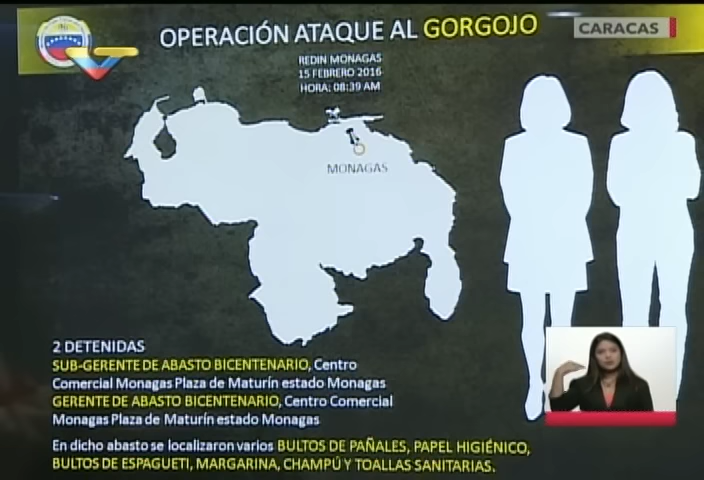 OPERACIÓN ATAQUE AL GORGOJO
CARACAS
REDIN MONAGAS
15 FEBRERO 2016
HORA: 08:39 AM
MONAGAS
2 DETENIDAS
SUB-GERENTE DE ABASTO BICENTENARIO, Centro
Comercial Monagas Plaza de Maturín estado Monagas
GERENTE DE ABASTO BICENTENARIO, Centro Comercial
Monagas Plaza de Maturín estado Monagas
En dicho abasto se localizaron varios BULTOS DE PAÑALES, PAPEL HIGIÉNICO,
BULTOS DE ESPAGUETI, MARGARINA, CHAMPÚ Y TOALLAS SANITARIAS.